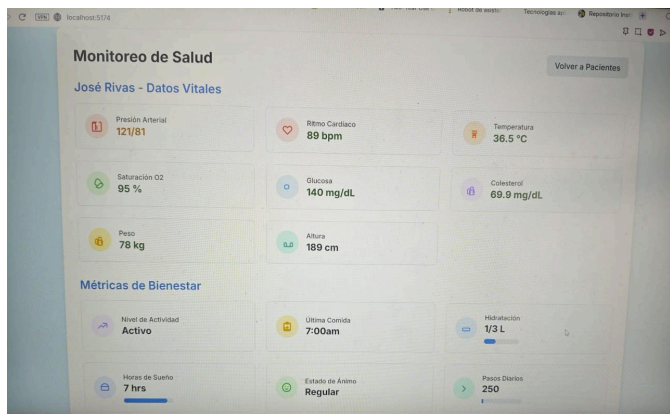 VPN
localhost:5174
Tecnologías
Repositorio Inst
Monitoreo de Salud
Volver a Pacientes
José Rivas - Datos Vitales
Presión Arterial
121/81
Ritmo Cardíaco
89 bpm
Temperatura
36.5 °C
Saturación O2
95 %
Glucosa
140 mg/dL
Colesterol
69.9 mg/dL
Peso
78 kg
Altura
189 cm
Métricas de Bienestar
Nivel de Actividad
Activo
Última Comida
7:00am
Hidratación
1/3 L
Horas de Sueño
7 hrs
Estado de Ánimo
Regular
Pasos Diarios
250